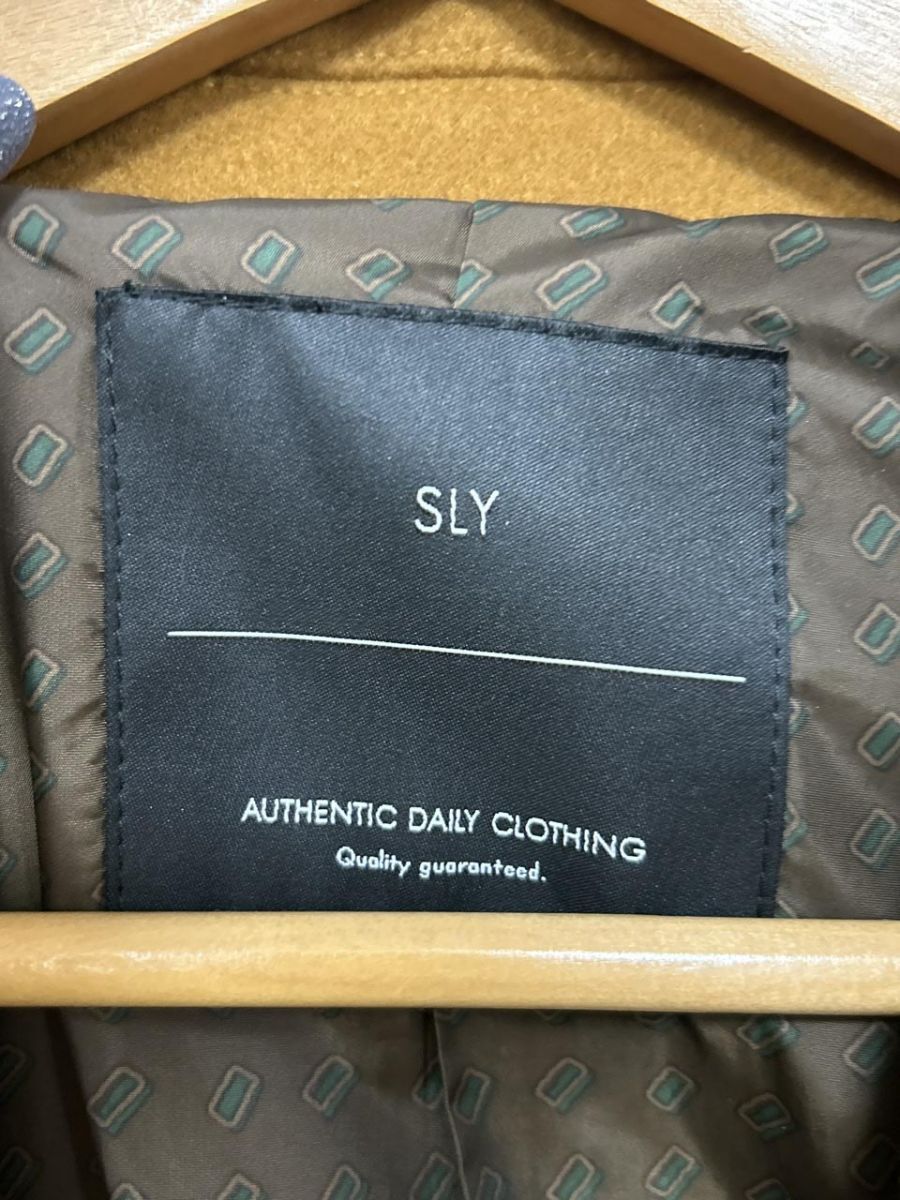 SLY
AUTHENTIC DAILY CLOTHING
Quality guaranteed.